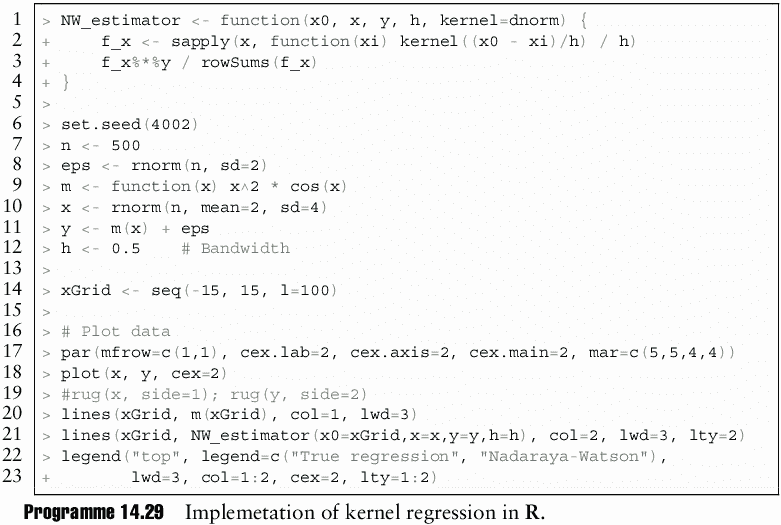 1 > NW_estimator <- function(x0, x, y, h, kernel=dnorm) {
2 +     f_x <- sapply(x, function(xi) kernel((x0 - xi)/h) / h)
3 +     f_x%*%y / rowSums(f_x)
4 + }
5 >
6 > set.seed(4002)
7 > n <- 500
8 > eps <- rnorm(n, sd=2)
9 > m <- function(x) x^2 * cos(x)
10 > x <- rnorm(n, mean=2, sd=4)
11 > y <- m(x) + eps
12 > h <- 0.5    # Bandwidth
13 >
14 > xGrid <- seq(-15, 15, l=100)
15 >
16 > # Plot data
17 > par(mfrow=c(1,1), cex.lab=2, cex.axis=2, cex.main=2, mar=c(5,5,4,4))
18 > plot(x, y, cex=2)
19 > #rug(x, side=1); rug(y, side=2)
20 > lines(xGrid, m(xGrid), col=1, lwd=3)
21 > lines(xGrid, NW_estimator(x0=xGrid,x=x,y=y,h=h), col=2, lwd=3, lty=2)
22 > legend("top", legend=c("True regression", "Nadaraya-Watson"),
23 +        lwd=3, col=1:2, cex=2, lty=1:2)
Programme 14.29 Implemetation of kernel regression in R.